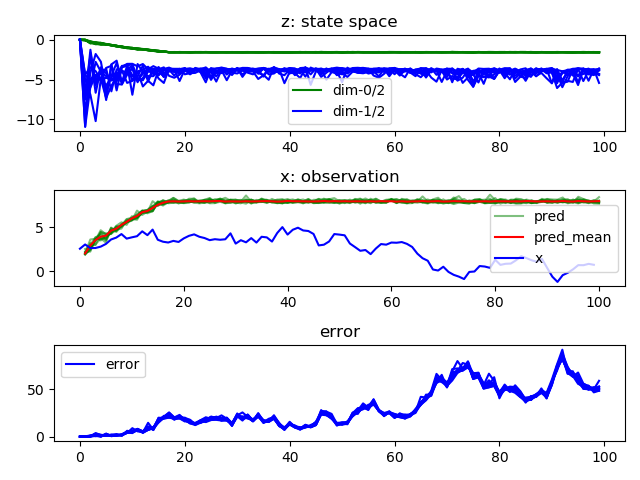 z: state space
0
−5
−10
dim-0/2
dim-1/2
0 20 40 60 80 100
x: observation
5
0
pred
pred_mean
x
0 20 40 60 80 100
error
50
0
error
0 20 40 60 80 100